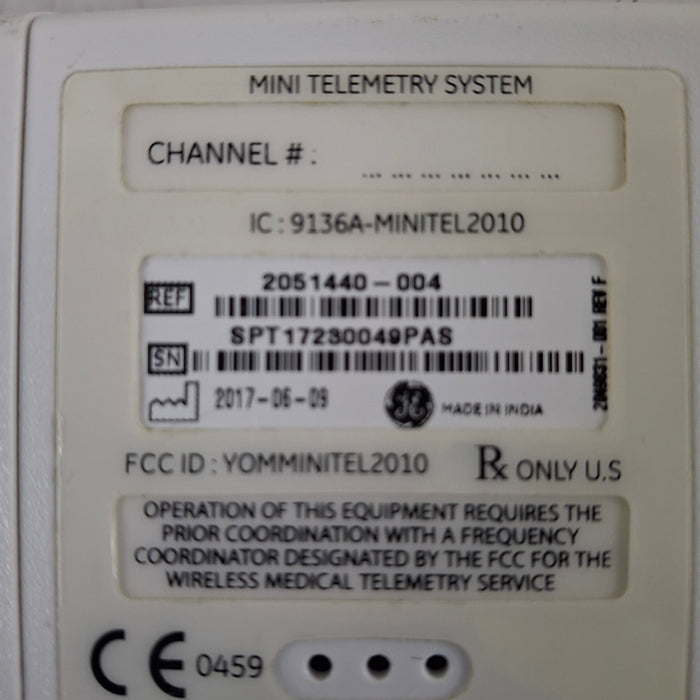 MINI TELEMETRY SYSTEM
CHANNEL # : ... ... ... ... ... ... ...
IC : 9136A-MINITEL2010
REF 2051440-004
SN SPT17230049PAS
2017-06-09 GE MADE IN INDIA
FCC ID : YOMMINITEL2010 Rx ONLY U.S
OPERATION OF THIS EQUIPMENT REQUIRES THE
PRIOR COORDINATION WITH A FREQUENCY
COORDINATOR DESIGNATED BY THE FCC FOR THE
WIRELESS MEDICAL TELEMETRY SERVICE
CE 0459